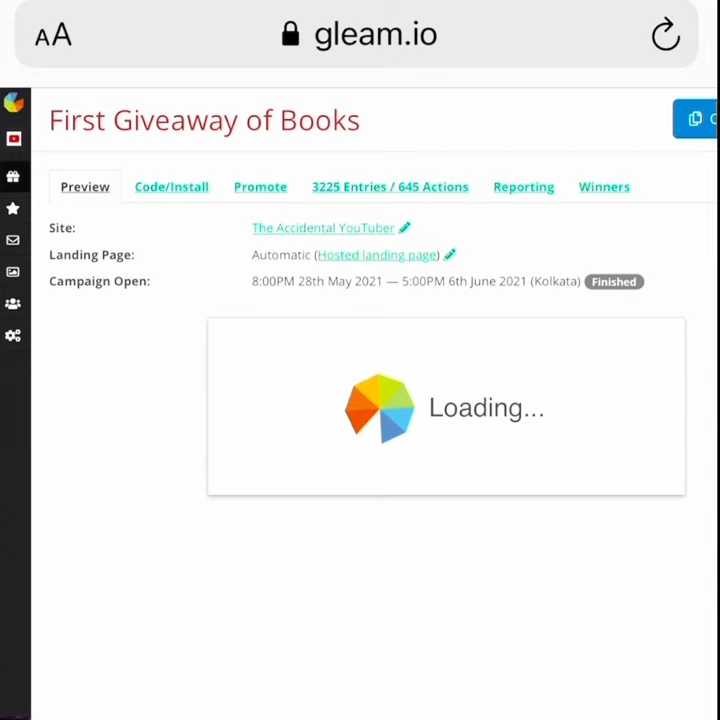 AA gleam.io
First Giveaway of Books
Preview Code/Install Promote 3225 Entries / 645 Actions Reporting Winners
Site: The Accidental YouTuber
Landing Page: Automatic (Hosted landing page)
Campaign Open: 8:00PM 28th May 2021 — 5:00PM 6th June 2021 (Kolkata) Finished
Loading...